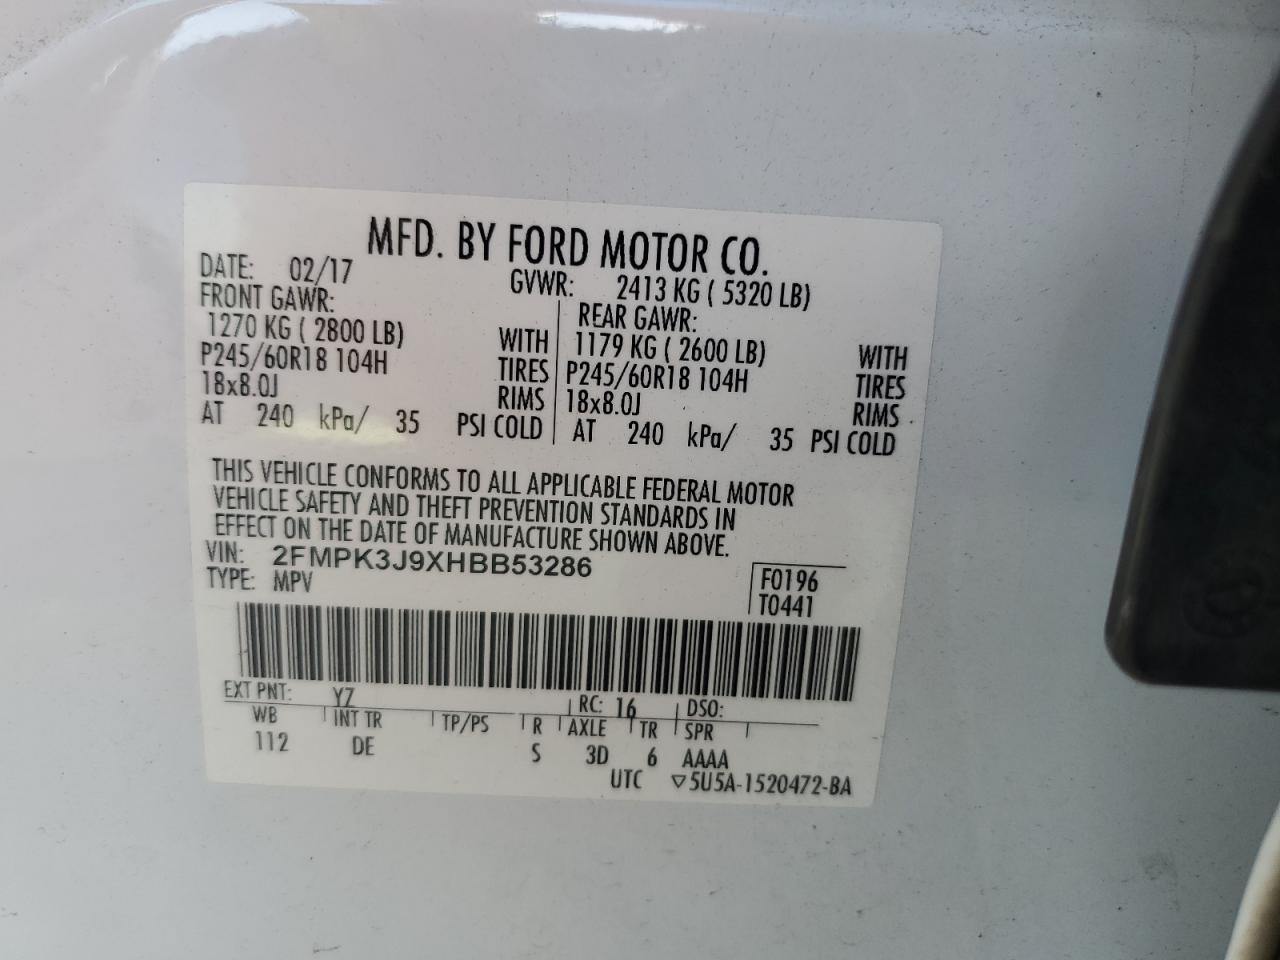 MFD. BY FORD MOTOR CO.
DATE: 02/17 GVWR: 2413 KG ( 5320 LB)
FRONT GAWR: REAR GAWR:
1270 KG ( 2800 LB) WITH 1179 KG ( 2600 LB) WITH
P245/60R18 104H TIRES P245/60R18 104H TIRES
18x8.0J RIMS 18x8.0J RIMS
AT 240 kPa/ 35 PSI COLD AT 240 kPa/ 35 PSI COLD
THIS VEHICLE CONFORMS TO ALL APPLICABLE FEDERAL MOTOR
VEHICLE SAFETY AND THEFT PREVENTION STANDARDS IN
EFFECT ON THE DATE OF MANUFACTURE SHOWN ABOVE.
VIN: 2FMPK3J9XHBB53286
TYPE: MPV
F0196
T0441
EXT PNT: YZ RC: 16 DSO:
WB INT TR TP/PS R AXLE TR SPR
112 DE S 3D 6 AAAA
UTC ▽5U5A-1520472-BA